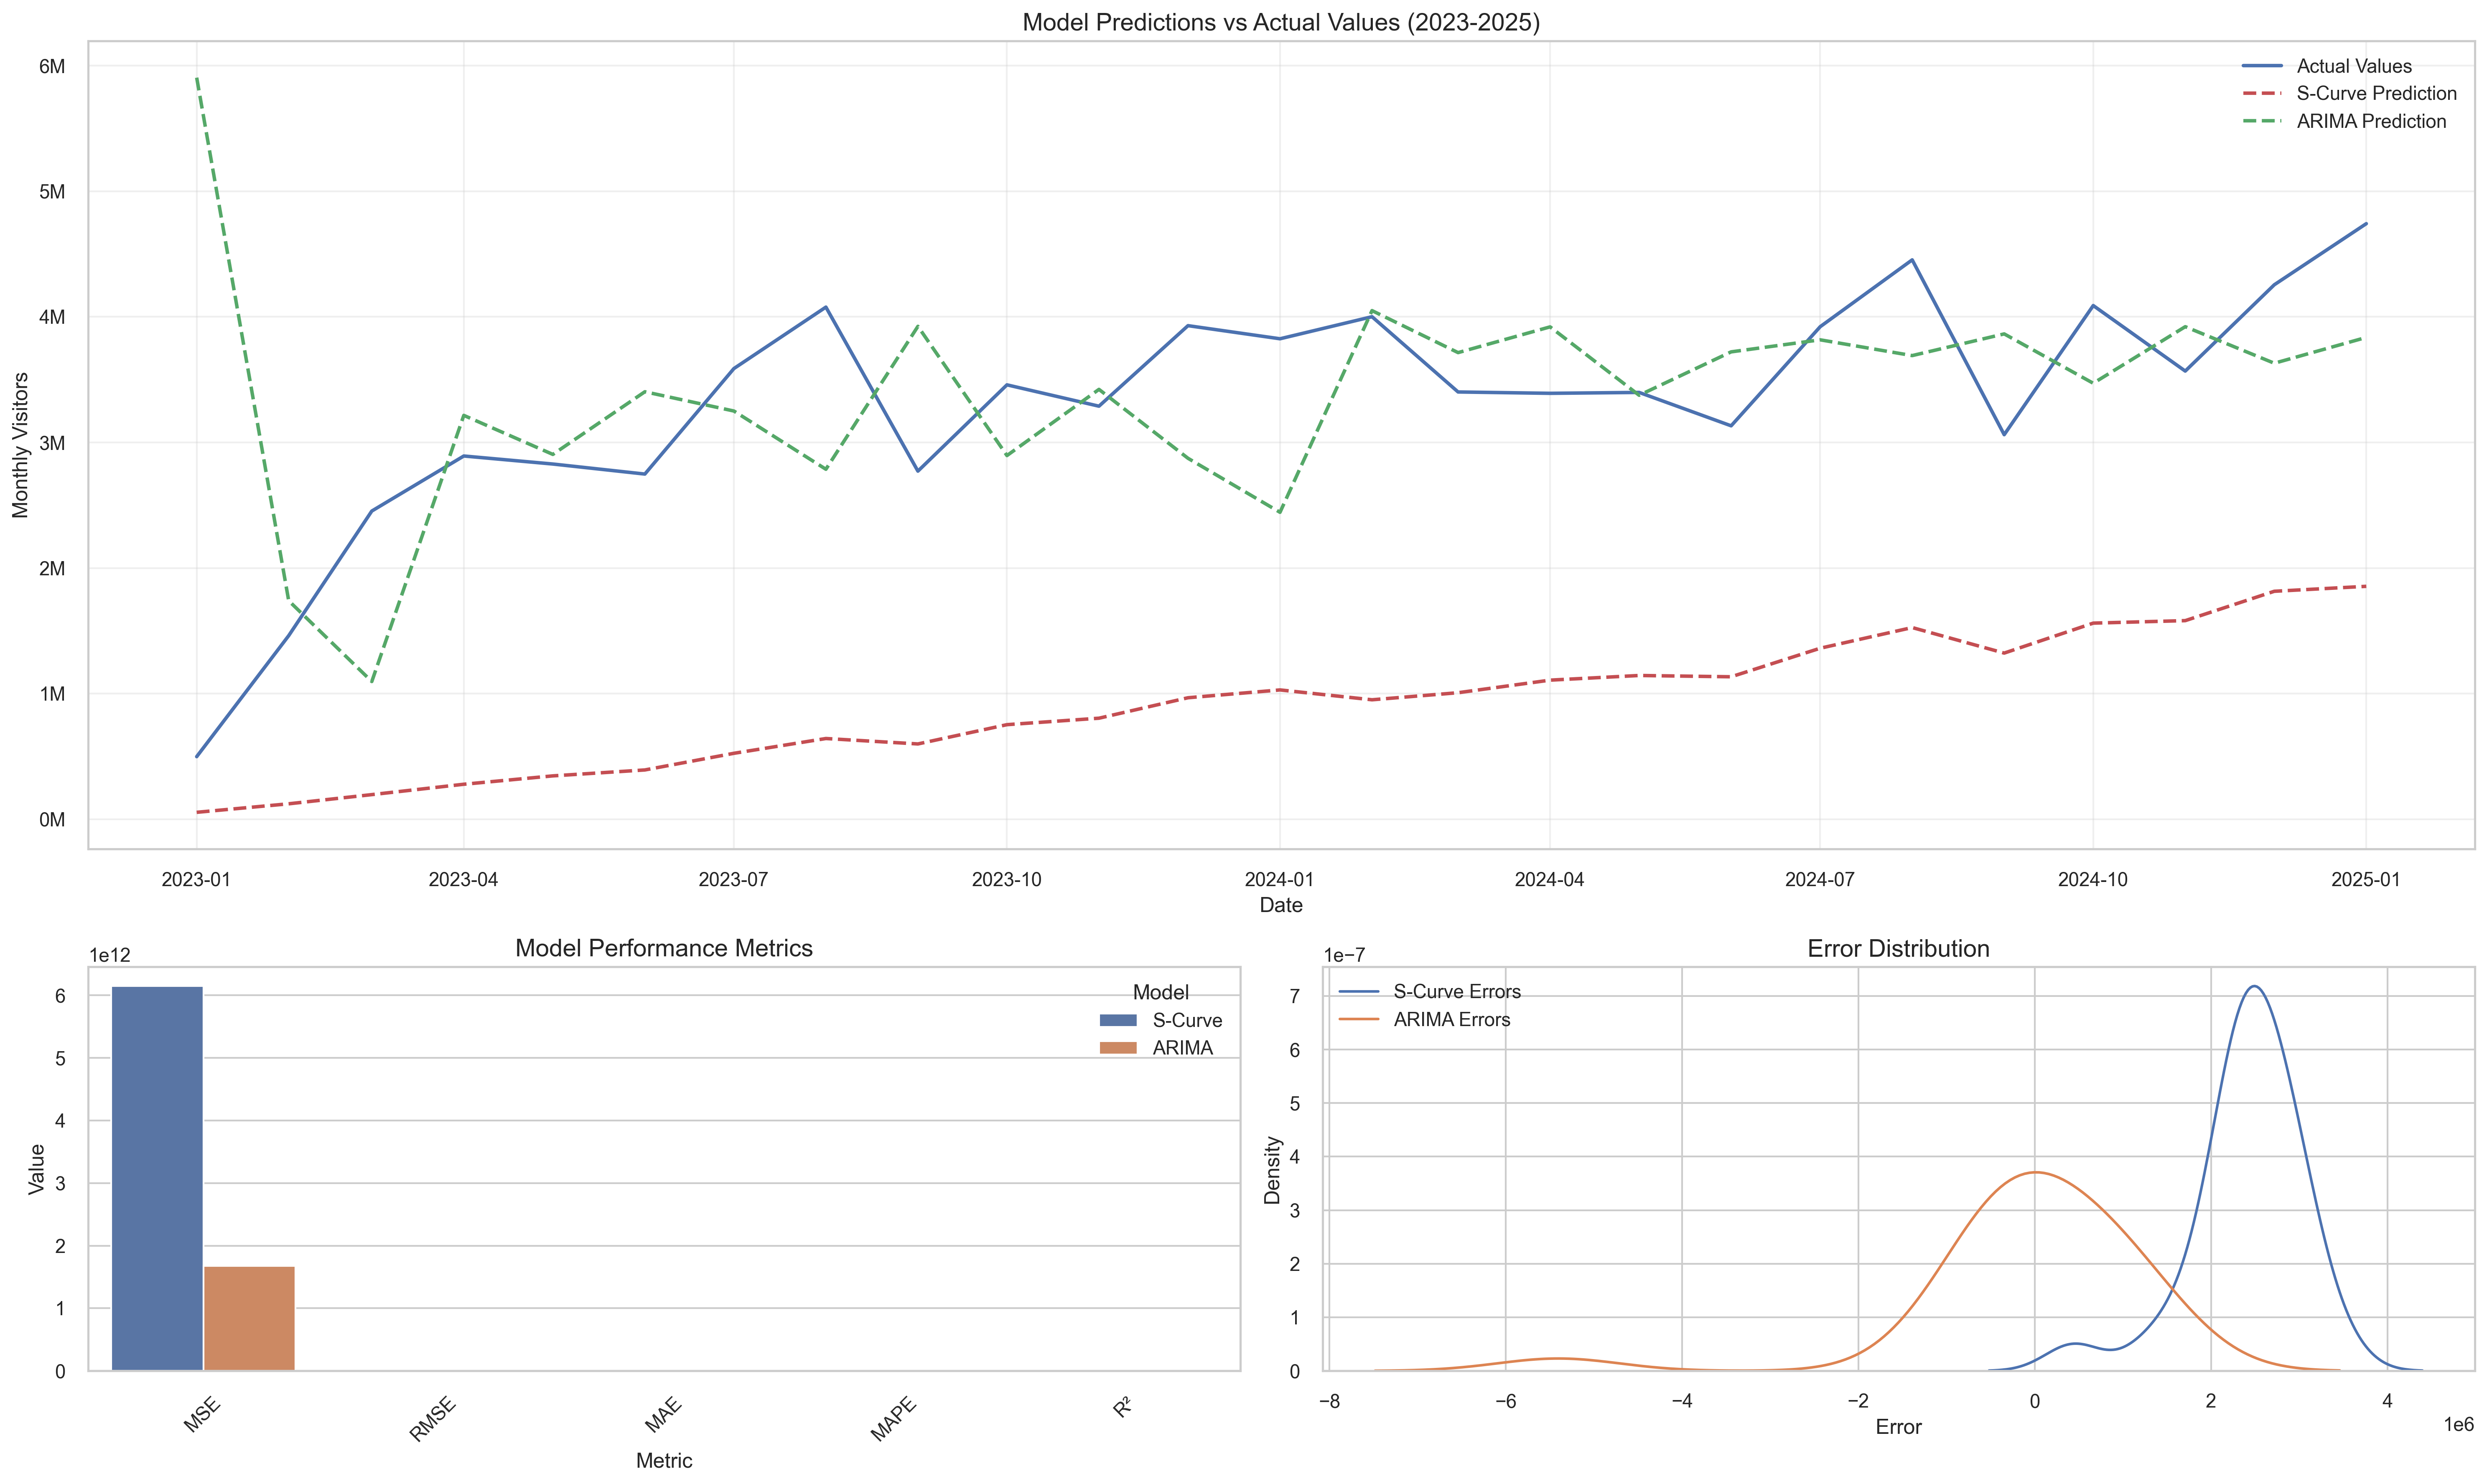 Model Predictions vs Actual Values (2023-2025)
6M
5M
4M
3M
2M
1M
0M
Monthly Visitors
Actual Values
S-Curve Prediction
ARIMA Prediction
2023-01 2023-04 2023-07 2023-10 2024-01 2024-04 2024-07 2024-10 2025-01
Date
Model Performance Metrics
1e12
6
5
4
3
2
1
0
Value
Model
S-Curve
ARIMA
MSE RMSE MAE MAPE R²
Metric
Error Distribution
1e−7
7
6
5
4
3
2
1
0
Density
S-Curve Errors
ARIMA Errors
−8 −6 −4 −2 0 2 4
1e6
Error